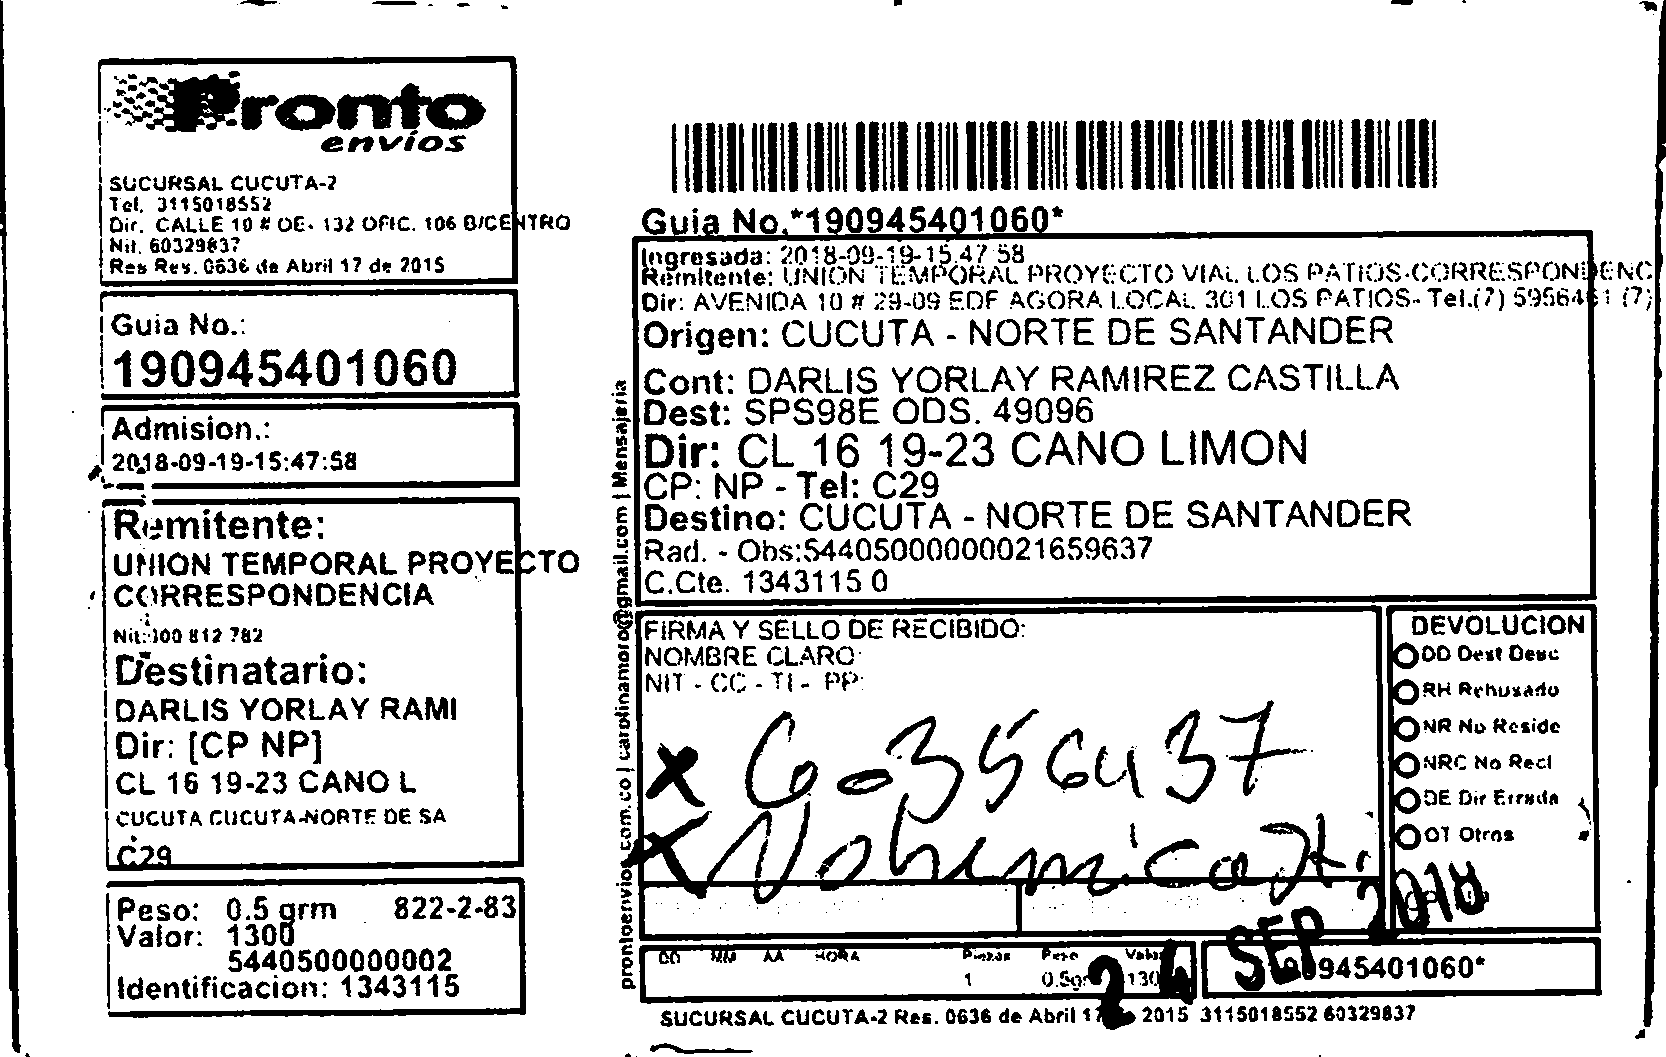 Pronto
envíos
SUCURSAL CUCUTA-2
Tel. 3115018552
Dir. CALLE 10 # OE- 132 OFIC. 106 B/CENTRO
Nit. 60329837
Res Res. 0636 de Abril 17 de 2015
Guia No.:
190945401060
Admision.:
2018-09-19-15:47:58
Remitente:
UNION TEMPORAL PROYECTO
CORRESPONDENCIA
Nit: 900 812 782
Destinatario:
DARLIS YORLAY RAMI
Dir: [CP NP]
CL 16 19-23 CANO L
CUCUTA CUCUTA-NORTE DE SA
C29
Peso: 0.5 grm 822-2-83
Valor: 1300
5440500000002
Identificacion: 1343115
prontoenvios.com.co | carolinamoro@gmail.com | Mensajeria
Guia No.*190945401060*
Ingresada: 2018-09-19-15:47:58
Remitente: UNION TEMPORAL PROYECTO VIAL LOS PATIOS-CORRESPONDENC
Dir: AVENIDA 10 # 29-09 EDF AGORA LOCAL 301 LOS PATIOS- Tel.(7) 5956461 (7)
Origen: CUCUTA - NORTE DE SANTANDER
Cont: DARLIS YORLAY RAMIREZ CASTILLA
Dest: SPS98E ODS. 49096
Dir: CL 16 19-23 CANO LIMON
CP: NP - Tel: C29
Destino: CUCUTA - NORTE DE SANTANDER
Rad. - Obs:54405000000021659637
C.Cte. 1343115 0
FIRMA Y SELLO DE RECIBIDO:
NOMBRE CLARO:
NIT - CC - TI - PP:
x 60356437
x
DEVOLUCION
DD Dest Desc
RH Rehusado
NR No Reside
NRC No Recl
DE Dir Errada
OT Otros
DD MM AA HORA Piezas Peso Valor
1 0.5gr 130
24 SEP 2018
190945401060*
SUCURSAL CUCUTA-2 Res. 0636 de Abril 17 2015 3115018552 60329837